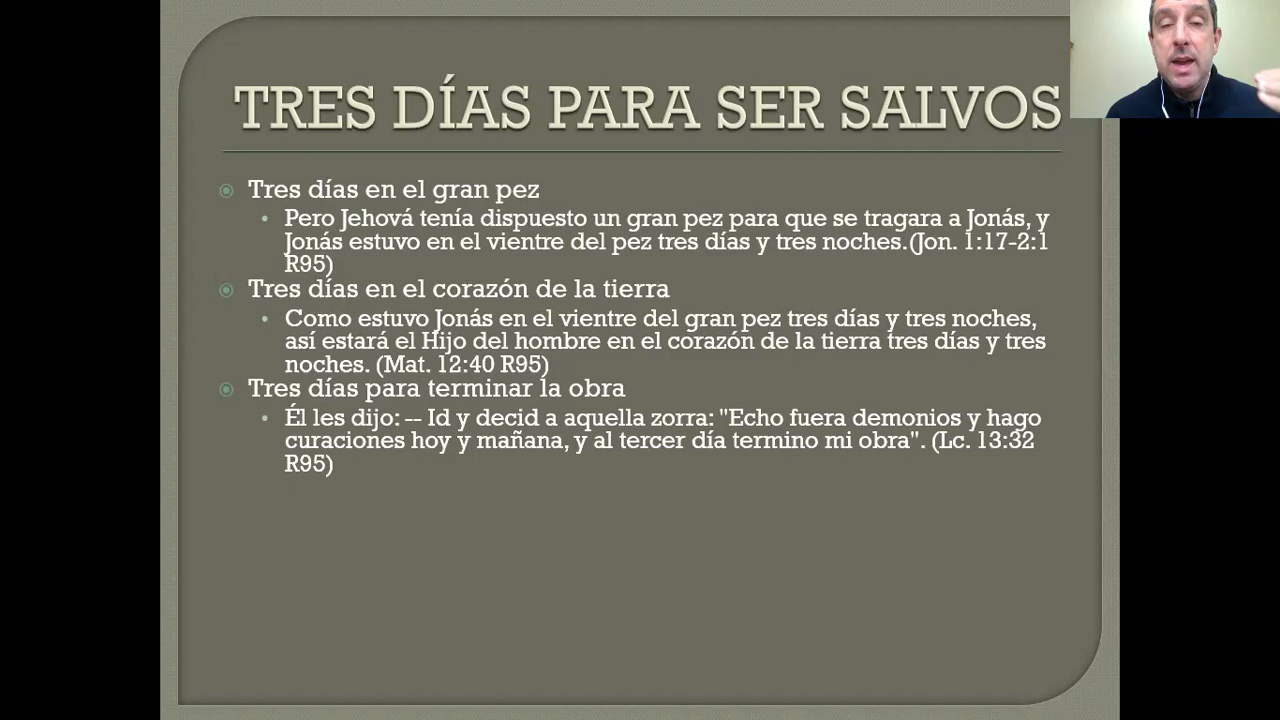 TRES DÍAS PARA SER SALVOS
Tres días en el gran pez
Pero Jehová tenía dispuesto un gran pez para que se tragara a Jonás, y
Jonás estuvo en el vientre del pez tres días y tres noches.(Jon. 1:17-2:1
R95)
Tres días en el corazón de la tierra
Como estuvo Jonás en el vientre del gran pez tres días y tres noches,
así estará el Hijo del hombre en el corazón de la tierra tres días y tres
noches. (Mat. 12:40 R95)
Tres días para terminar la obra
Él les dijo: -- Id y decid a aquella zorra: "Echo fuera demonios y hago
curaciones hoy y mañana, y al tercer día termino mi obra". (Lc. 13:32
R95)